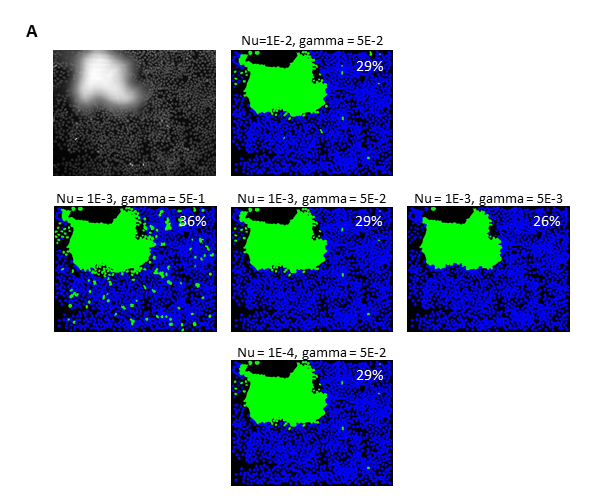 A
Nu=1E-2, gamma = 5E-2
29%
Nu = 1E-3, gamma = 5E-1
36%
Nu = 1E-3, gamma = 5E-2
29%
Nu = 1E-3, gamma = 5E-3
26%
Nu = 1E-4, gamma = 5E-2
29%